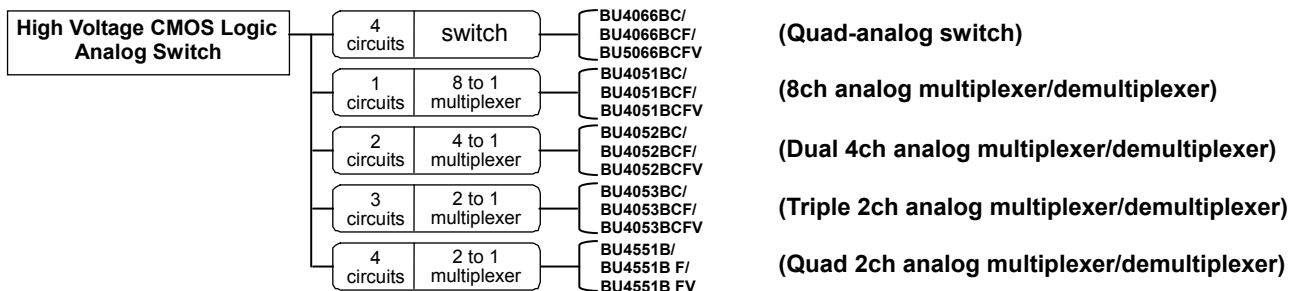 High Voltage CMOS Logic
Analog Switch
4
circuits
switch
BU4066BC/
BU4066BCF/
BU5066BCFV
(Quad-analog switch)
1
circuits
8 to 1
multiplexer
BU4051BC/
BU4051BCF/
BU4051BCFV
(8ch analog multiplexer/demultiplexer)
2
circuits
4 to 1
multiplexer
BU4052BC/
BU4052BCF/
BU4052BCFV
(Dual 4ch analog multiplexer/demultiplexer)
3
circuits
2 to 1
multiplexer
BU4053BC/
BU4053BCF/
BU4053BCFV
(Triple 2ch analog multiplexer/demultiplexer)
4
circuits
2 to 1
multiplexer
BU4551B/
BU4551B F/
BU4551B FV
(Quad 2ch analog multiplexer/demultiplexer)